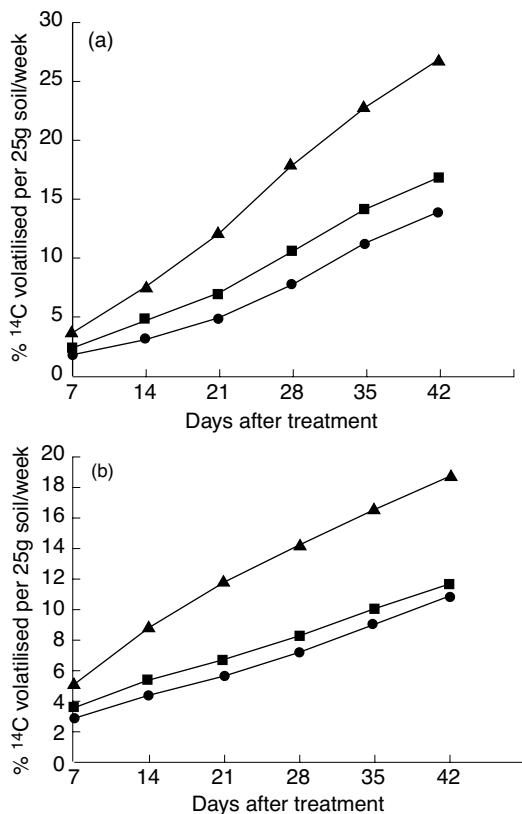 (a)
% ¹⁴C volatilised per 25g soil/week
30
25
20
15
10
5
0
7 14 21 28 35 42
Days after treatment
(b)
% ¹⁴C volatilised per 25g soil/week
20
18
16
14
12
10
8
6
4
2
0
7 14 21 28 35 42
Days after treatment